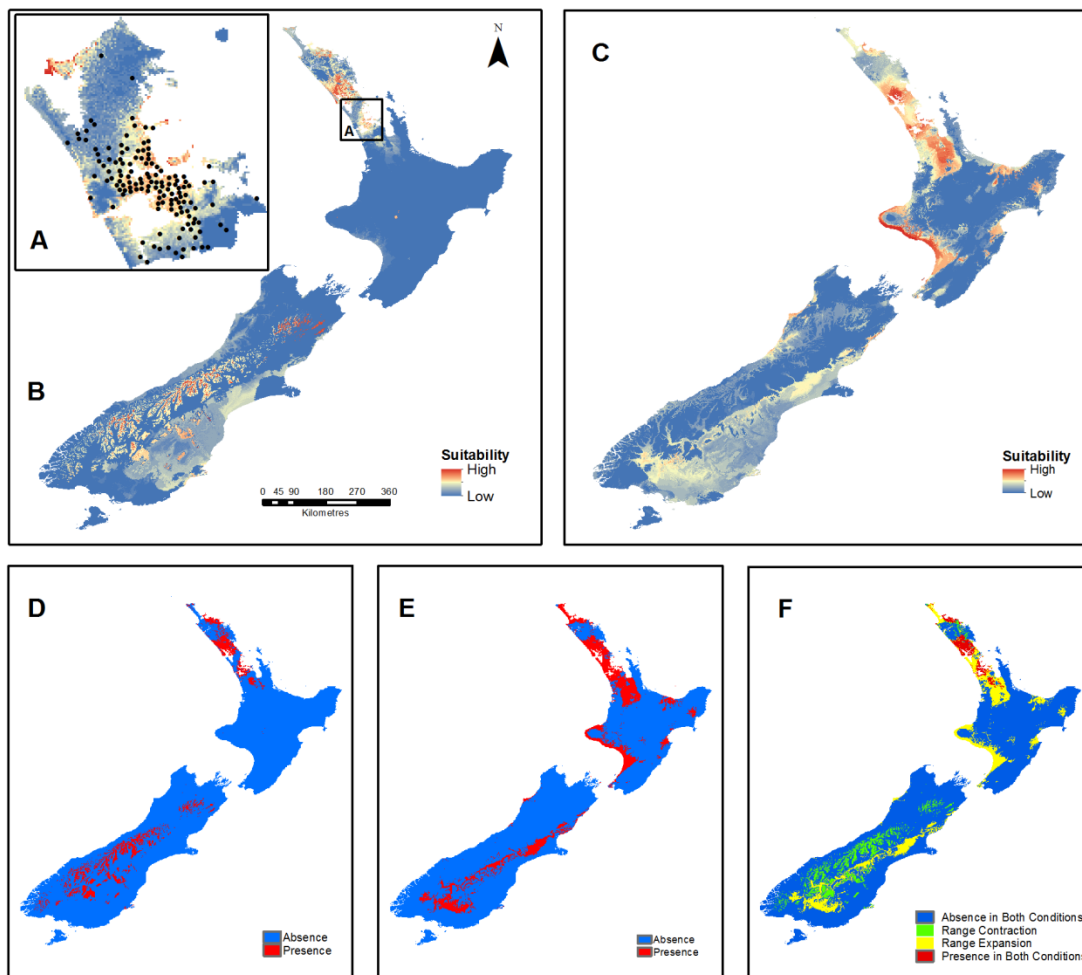 N
A
A
B
Suitability
High
Low
0 45 90 180 270 360
Kilometres
C
Suitability
High
Low
D
Absence
Presence
E
Absence
Presence
F
Absence in Both Conditions
Range Contraction
Range Expansion
Presence in Both Conditions